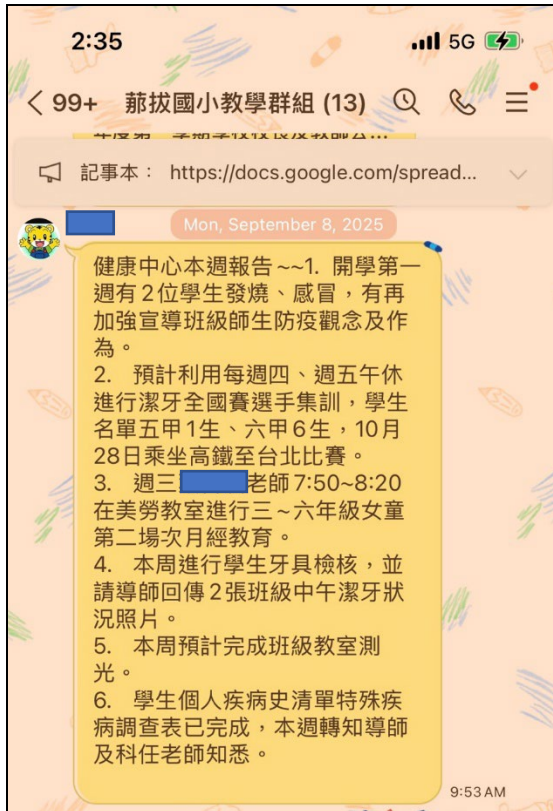 2:35
5G
99+ 菲拔國小教學群組 (13)
記事本： https://docs.google.com/spread...
Mon, September 8, 2025
健康中心本週報告~~1. 開學第一
週有2位學生發燒、感冒，有再
加強宣導班級師生防疫觀念及作
為。
2. 預計利用每週四、週五午休
進行潔牙全國賽選手集訓，學生
名單五甲1生、六甲6生，10月
28日乘坐高鐵至台北比賽。
3. 週三 老師7:50~8:20
在美勞教室進行三~六年級女童
第二場次月經教育。
4. 本周進行學生牙具檢核，並
請導師回傳2張班級中午潔牙狀
況照片。
5. 本周預計完成班級教室測
光。
6. 學生個人疾病史清單特殊疾
病調查表已完成，本週轉知導師
及科任老師知悉。
9:53 AM